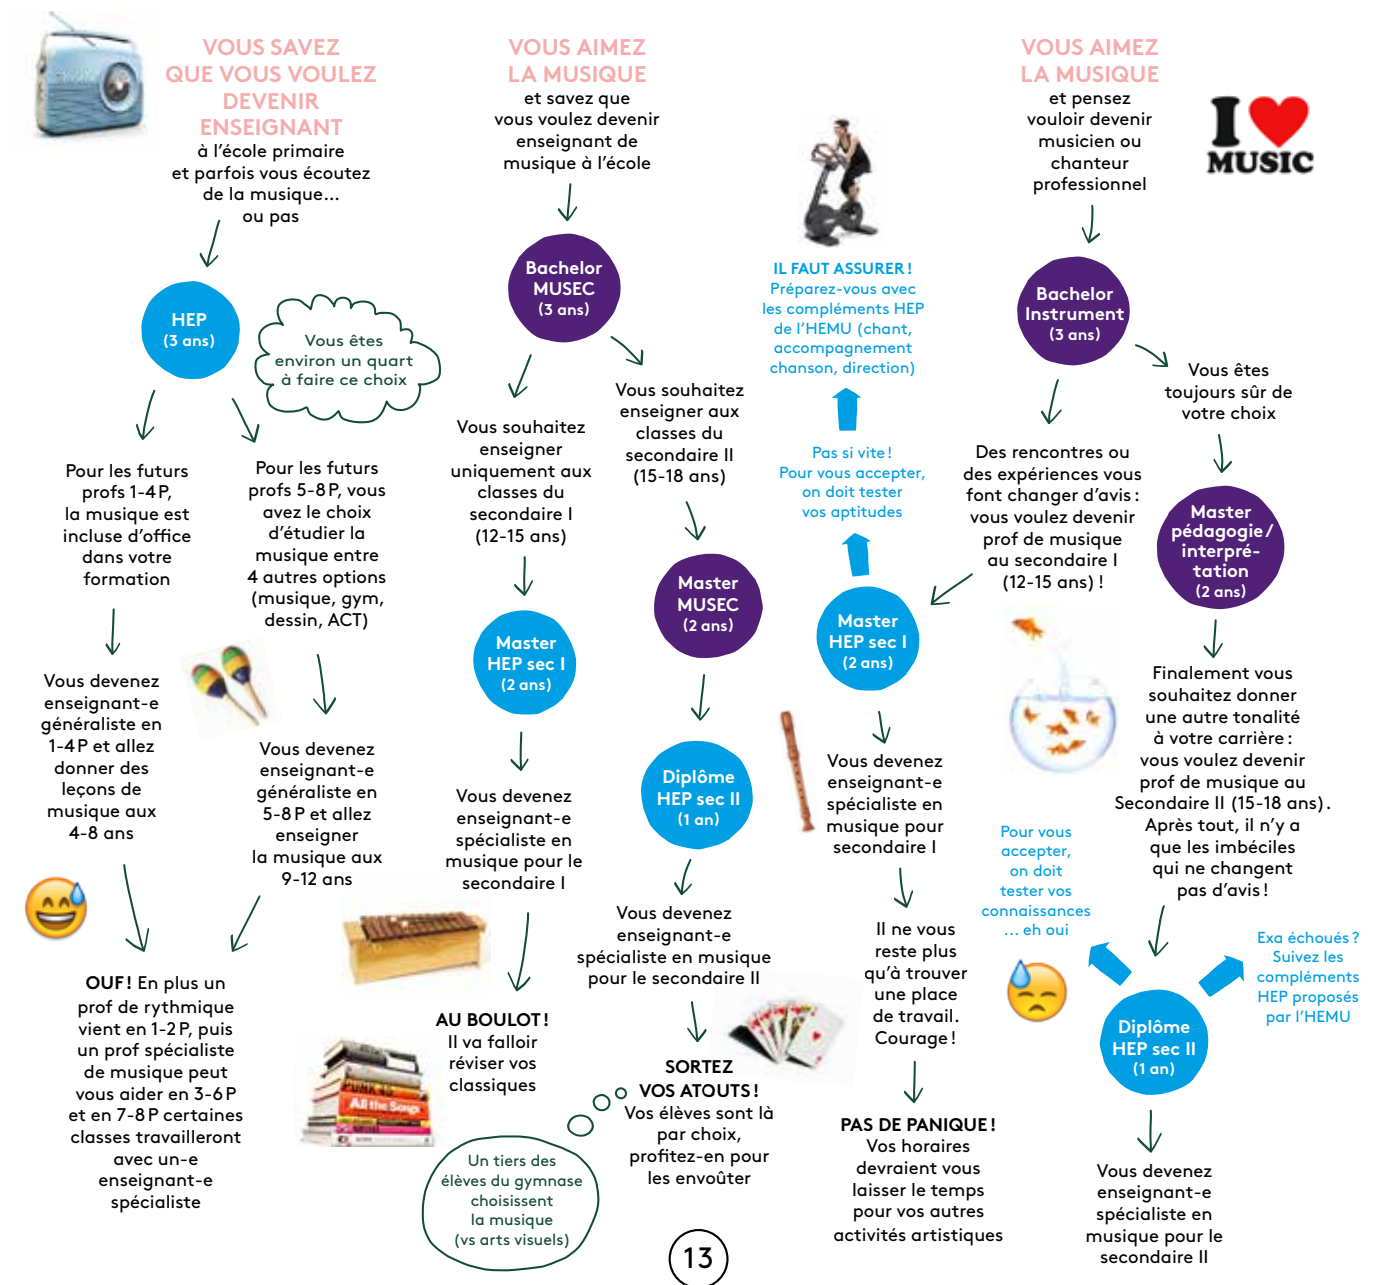 VOUS SAVEZ
QUE VOUS VOULEZ
DEVENIR
ENSEIGNANT
à l'école primaire
et parfois vous écoutez
de la musique...
ou pas
HEP
(3 ans)
Vous êtes
environ un quart
à faire ce choix
Pour les futurs
profs 1-4 P,
la musique est
incluse d'office
dans votre
formation
Vous devenez
enseignant-e
généraliste en
1-4 P et allez
donner des
leçons de
musique aux
4-8 ans
Pour les futurs
profs 5-8 P, vous
avez le choix
d'étudier la
musique entre
4 autres options
(musique, gym,
dessin, ACT)
Vous devenez
enseignant-e
généraliste en
5-8 P et allez
enseigner
la musique aux
9-12 ans
OUF ! En plus un
prof de rythmique
vient en 1-2 P, puis
un prof spécialiste
de musique peut
vous aider en 3-6 P
et en 7-8 P certaines
classes travailleront
avec un-e
enseignant-e
spécialiste
VOUS AIMEZ
LA MUSIQUE
et savez que
vous voulez devenir
enseignant de
musique à l'école
Bachelor
MUSEC
(3 ans)
Vous souhaitez
enseigner
uniquement aux
classes du
secondaire I
(12-15 ans)
Master
HEP sec I
(2 ans)
Vous devenez
enseignant-e
spécialiste en
musique pour le
secondaire I
AU BOULOT !
Il va falloir
réviser vos
classiques
All the Songs
Vous souhaitez
enseigner aux
classes du
secondaire II
(15-18 ans)
Master
MUSEC
(2 ans)
Diplôme
HEP sec II
(1 an)
Vous devenez
enseignant-e
spécialiste en musique
pour le secondaire II
SORTEZ
VOS ATOUTS !
Vos élèves sont là
par choix,
profitez-en pour
les envoûter
Un tiers des
élèves du gymnase
choisissent
la musique
(vs arts visuels)
VOUS AIMEZ
LA MUSIQUE
et pensez
vouloir devenir
musicien ou
chanteur
professionnel
I
MUSIC
Bachelor
Instrument
(3 ans)
Des rencontres ou
des expériences vous
font changer d'avis :
vous voulez devenir
prof de musique
au secondaire I
(12-15 ans) !
Master
HEP sec I
(2 ans)
Pas si vite !
Pour vous accepter,
on doit tester
vos aptitudes
IL FAUT ASSURER !
Préparez-vous avec
les compléments HEP
de l'HEMU (chant,
accompagnement
chanson, direction)
Vous devenez
enseignant-e
spécialiste en
musique pour
secondaire I
Il ne vous
reste plus
qu'à trouver
une place
de travail.
Courage !
PAS DE PANIQUE !
Vos horaires
devraient vous
laisser le temps
pour vos autres
activités artistiques
Vous êtes
toujours sûr de
votre choix
Master
pédagogie/
interpré-
tation
(2 ans)
Finalement vous
souhaitez donner
une autre tonalité
à votre carrière :
vous voulez devenir
prof de musique au
Secondaire II (15-18 ans).
Après tout, il n'y a
que les imbéciles
qui ne changent
pas d'avis !
Pour vous
accepter,
on doit
tester vos
connaissances
... eh oui
Exa échoués ?
Suivez les
compléments
HEP proposés
par l'HEMU
Diplôme
HEP sec II
(1 an)
Vous devenez
enseignant-e
spécialiste en
musique pour le
secondaire II
13